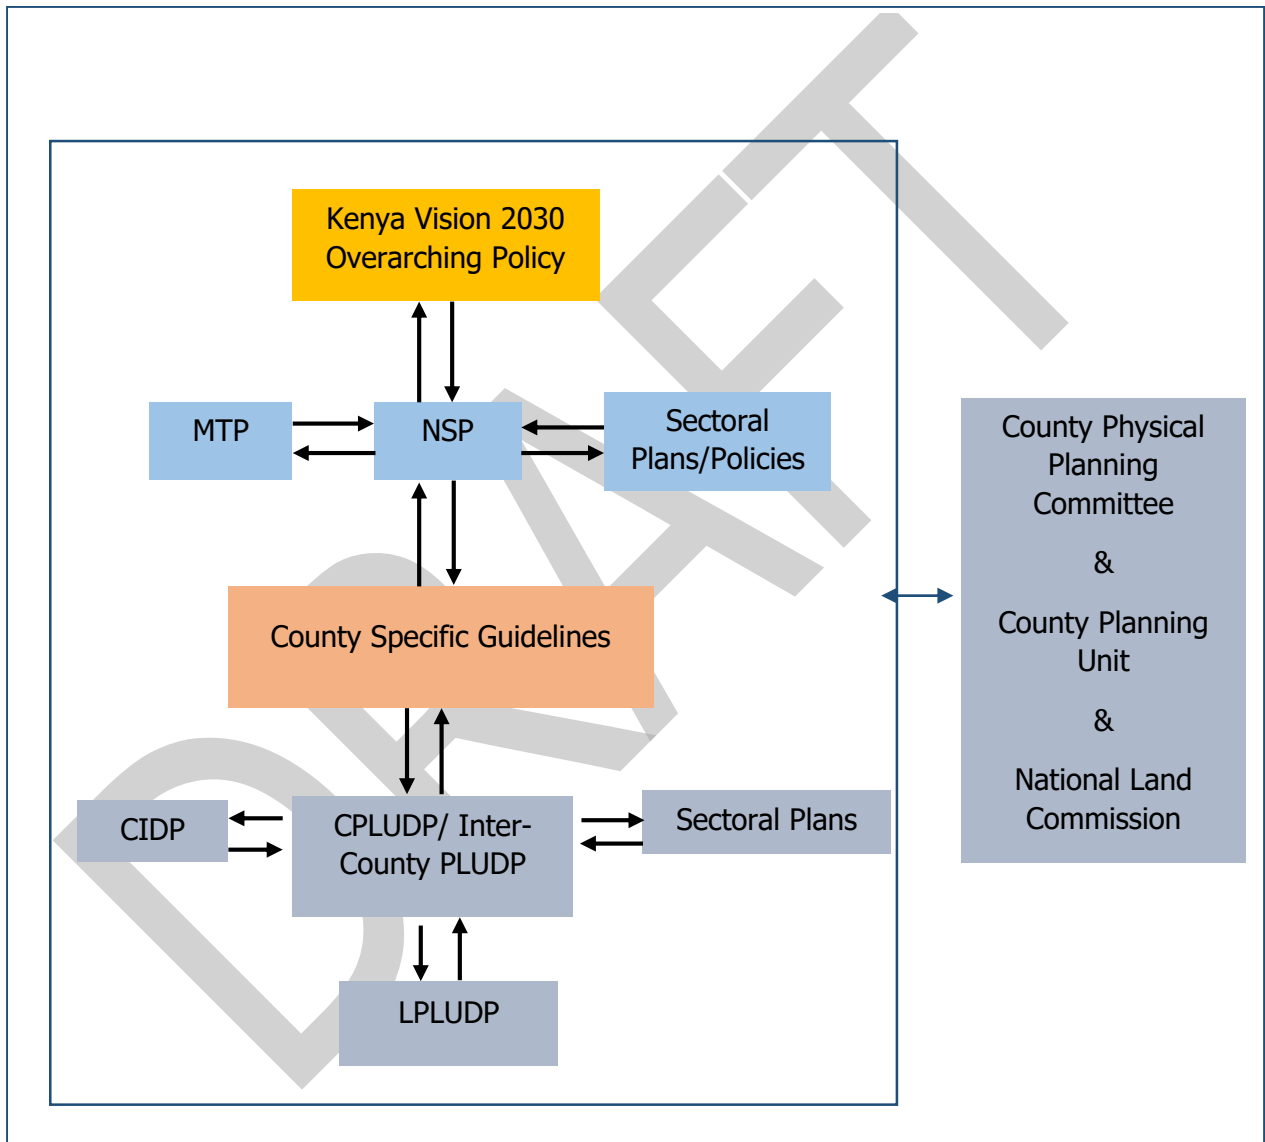 Kenya Vision 2030
Overarching Policy
MTP
NSP
Sectoral
Plans/Policies
County Specific Guidelines
CIDP
CPLUDP/ Inter-
County PLUDP
Sectoral Plans
LPLUDP
County Physical
Planning
Committee
&
County Planning
Unit
&
National Land
Commission
DRAFT